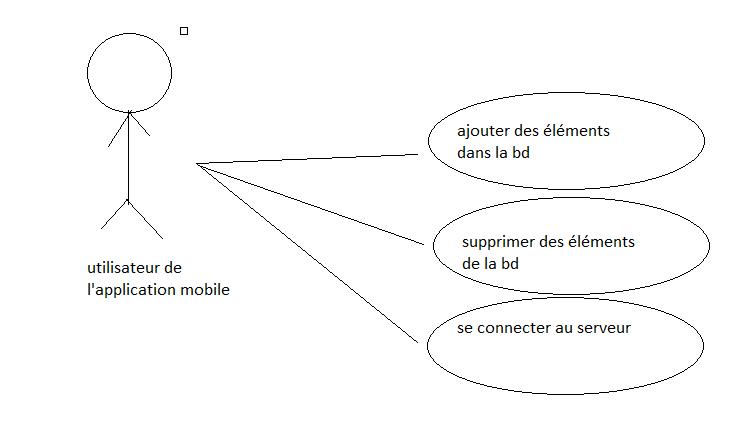 ajouter des éléments
dans la bd
supprimer des éléments
de la bd
utilisateur de
l'application mobile
se connecter au serveur